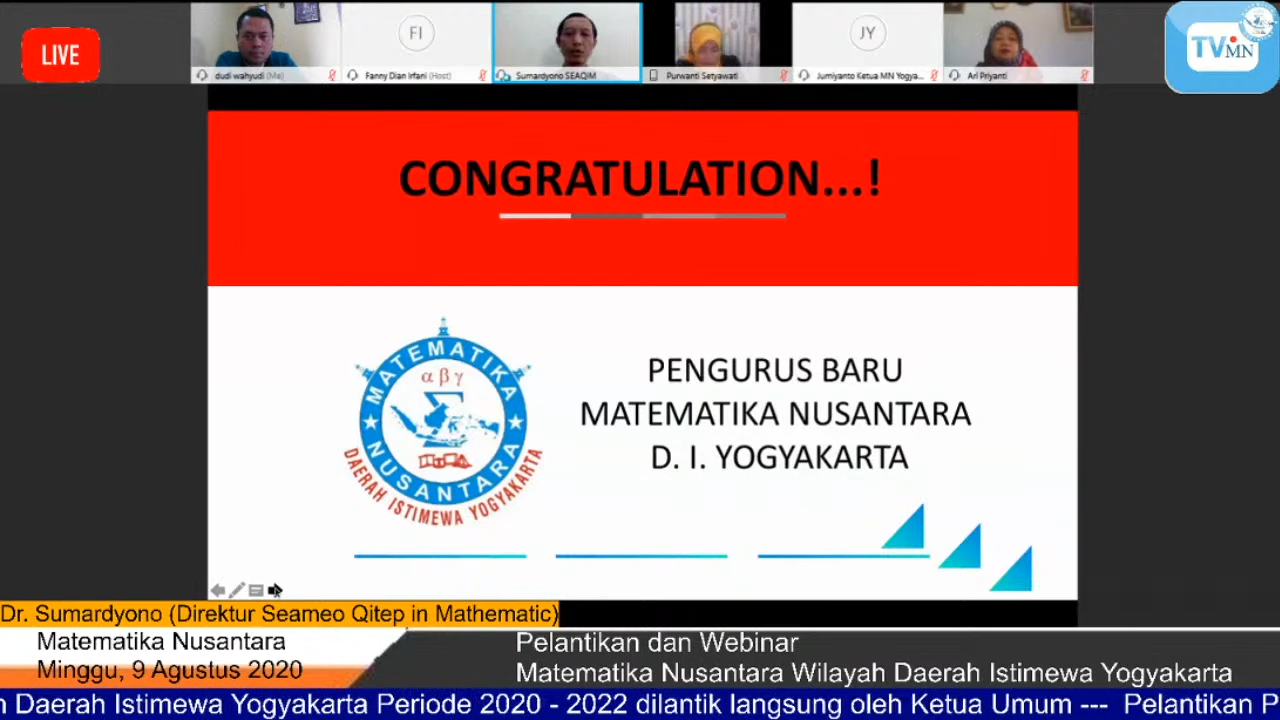 LIVE
FI
JY
TViMN
dudi wahyudi (Me)
Fanny Dian Irfani (Host)
Sumardyono SEAQIM
Purwanti Setyawati
Jumiyanto Ketua MN Yogya...
Ari Priyanti
CONGRATULATION...!
MATEMATIKA
α β γ
Σ
NUSANTARA
DAERAH ISTIMEWA YOGYAKARTA
PENGURUS BARU
MATEMATIKA NUSANTARA
D. I. YOGYAKARTA
Dr. Sumardyono (Direktur Seameo Qitep in Mathematic)
Matematika Nusantara
Minggu, 9 Agustus 2020
Pelantikan dan Webinar
Matematika Nusantara Wilayah Daerah Istimewa Yogyakarta
h Daerah Istimewa Yogyakarta Periode 2020 - 2022 dilantik langsung oleh Ketua Umum --- Pelantikan P